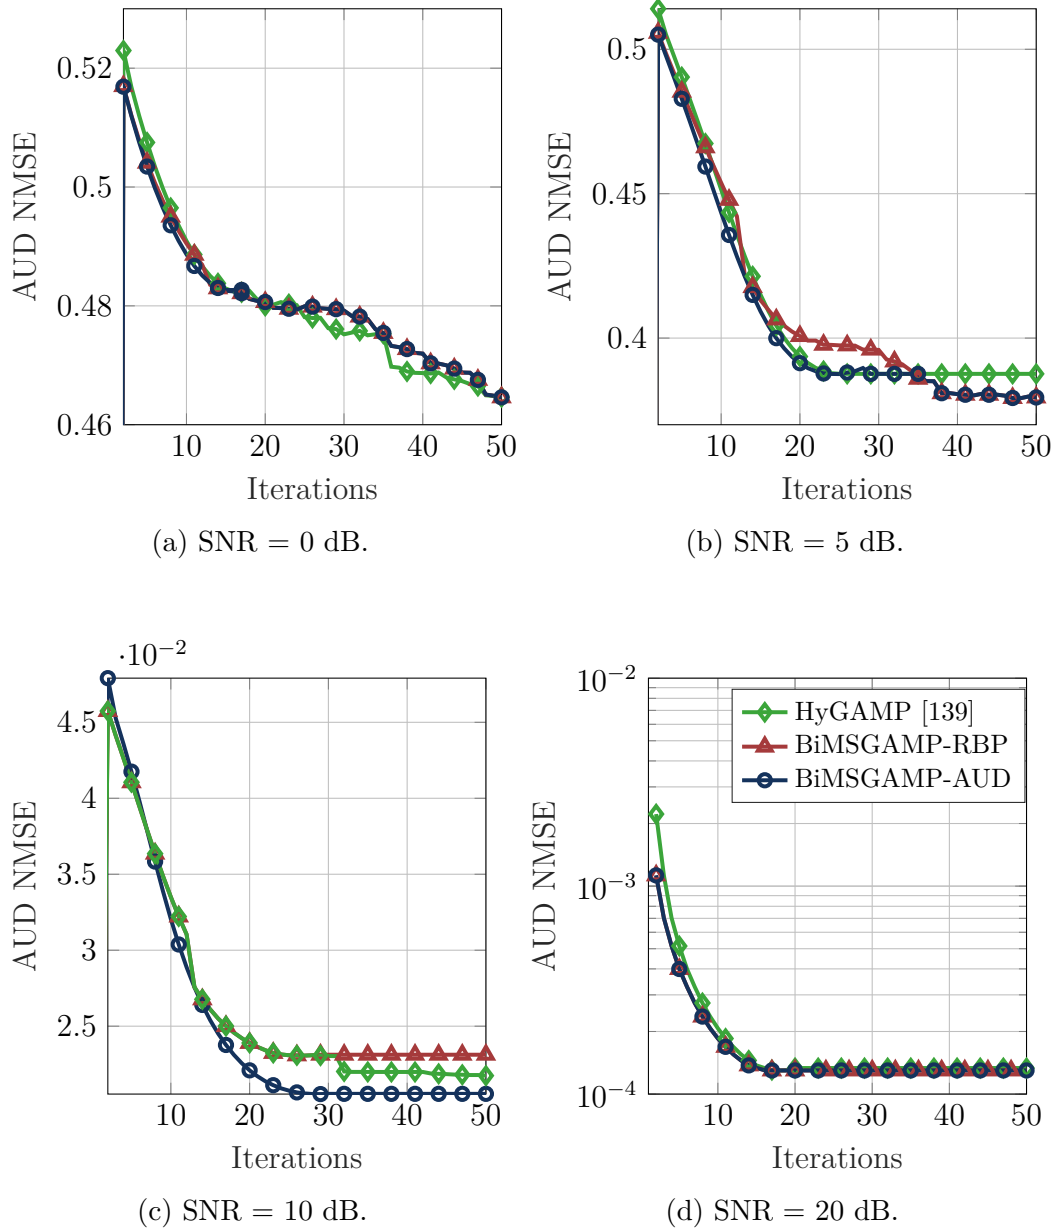 0.52
0.5
0.48
0.46
AUD NMSE
10 20 30 40 50
Iterations
(a) SNR = 0 dB.
0.5
0.45
0.4
AUD NMSE
10 20 30 40 50
Iterations
(b) SNR = 5 dB.
·10⁻²
4.5
4
3.5
3
2.5
AUD NMSE
10 20 30 40 50
Iterations
(c) SNR = 10 dB.
10⁻²
10⁻³
10⁻⁴
AUD NMSE
HyGAMP [139]
BiMSGAMP-RBP
BiMSGAMP-AUD
10 20 30 40 50
Iterations
(d) SNR = 20 dB.